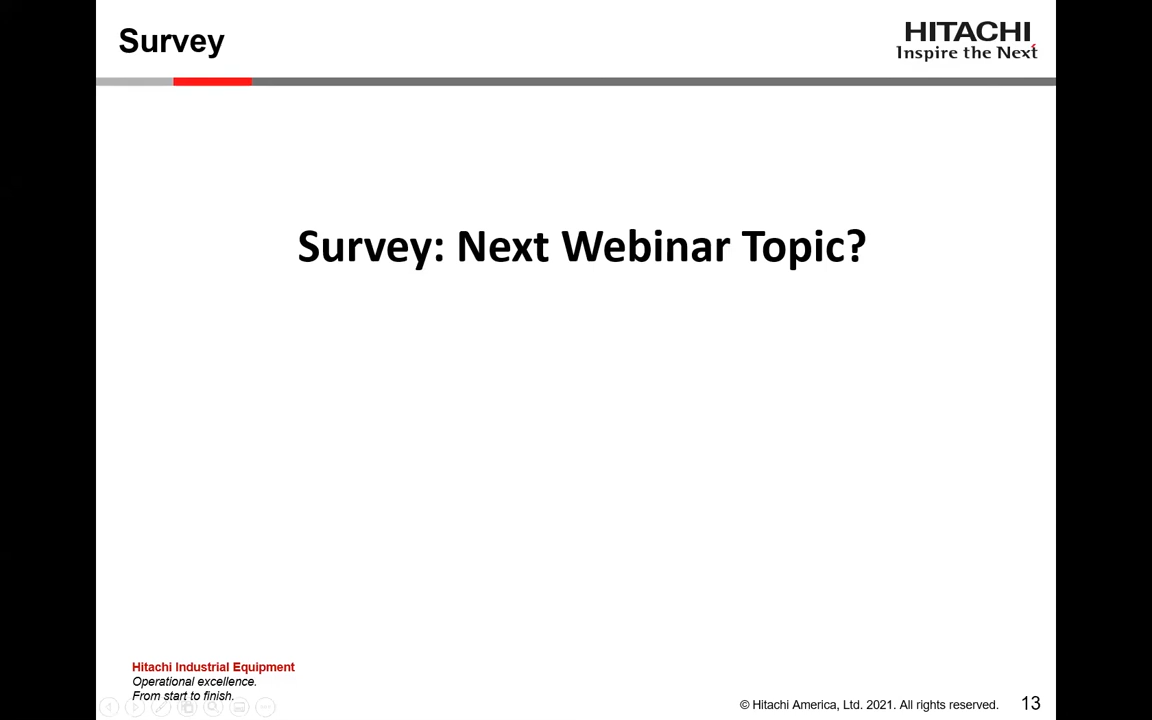 Survey
HITACHI
Inspire the Next
Survey: Next Webinar Topic?
Hitachi Industrial Equipment
Operational excellence.
From start to finish.
© Hitachi America, Ltd. 2021. All rights reserved.
13